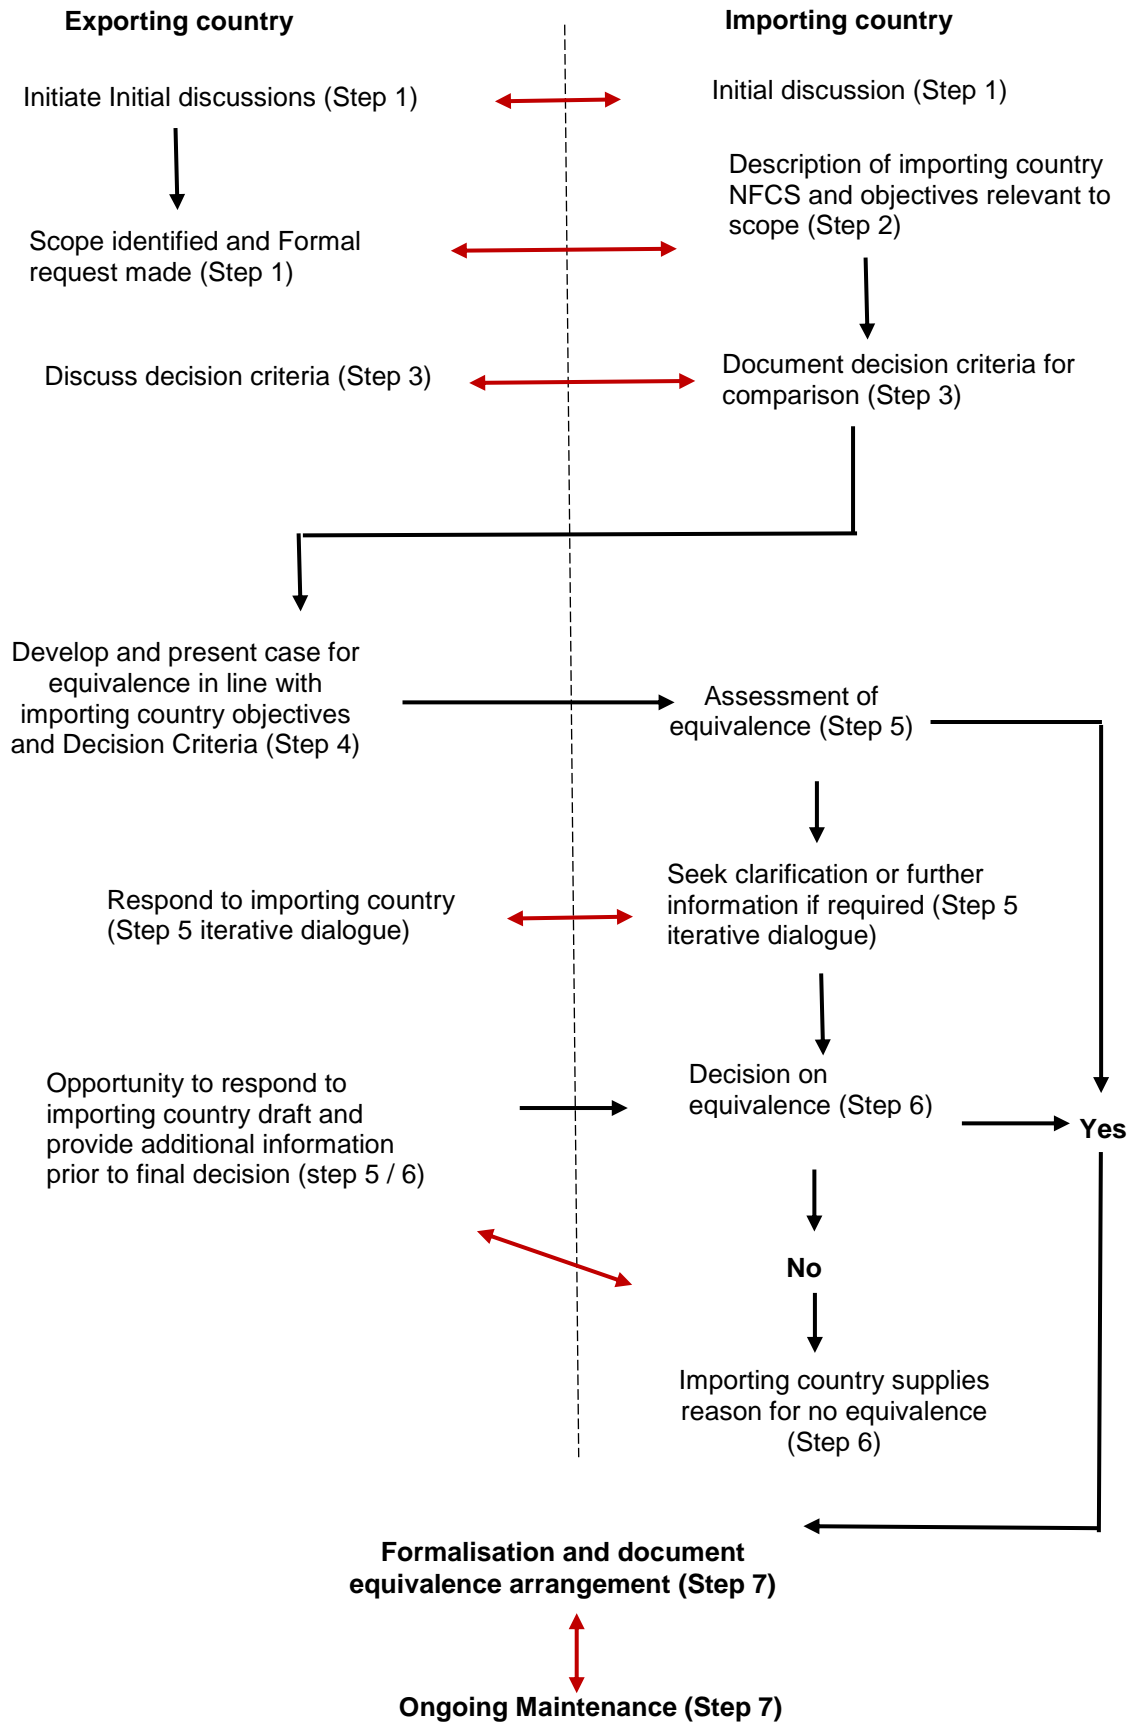 Exporting country
Importing country
Initiate Initial discussions (Step 1)
Initial discussion (Step 1)
Description of importing country
NFCS and objectives relevant to
scope (Step 2)
Scope identified and Formal
request made (Step 1)
Discuss decision criteria (Step 3)
Document decision criteria for
comparison (Step 3)
Develop and present case for
equivalence in line with
importing country objectives
and Decision Criteria (Step 4)
Assessment of
equivalence (Step 5)
Respond to importing country
(Step 5 iterative dialogue)
Seek clarification or further
information if required (Step 5
iterative dialogue)
Opportunity to respond to
importing country draft and
provide additional information
prior to final decision (step 5 / 6)
Decision on
equivalence (Step 6)
Yes
No
Importing country supplies
reason for no equivalence
(Step 6)
Formalisation and document
equivalence arrangement (Step 7)
Ongoing Maintenance (Step 7)